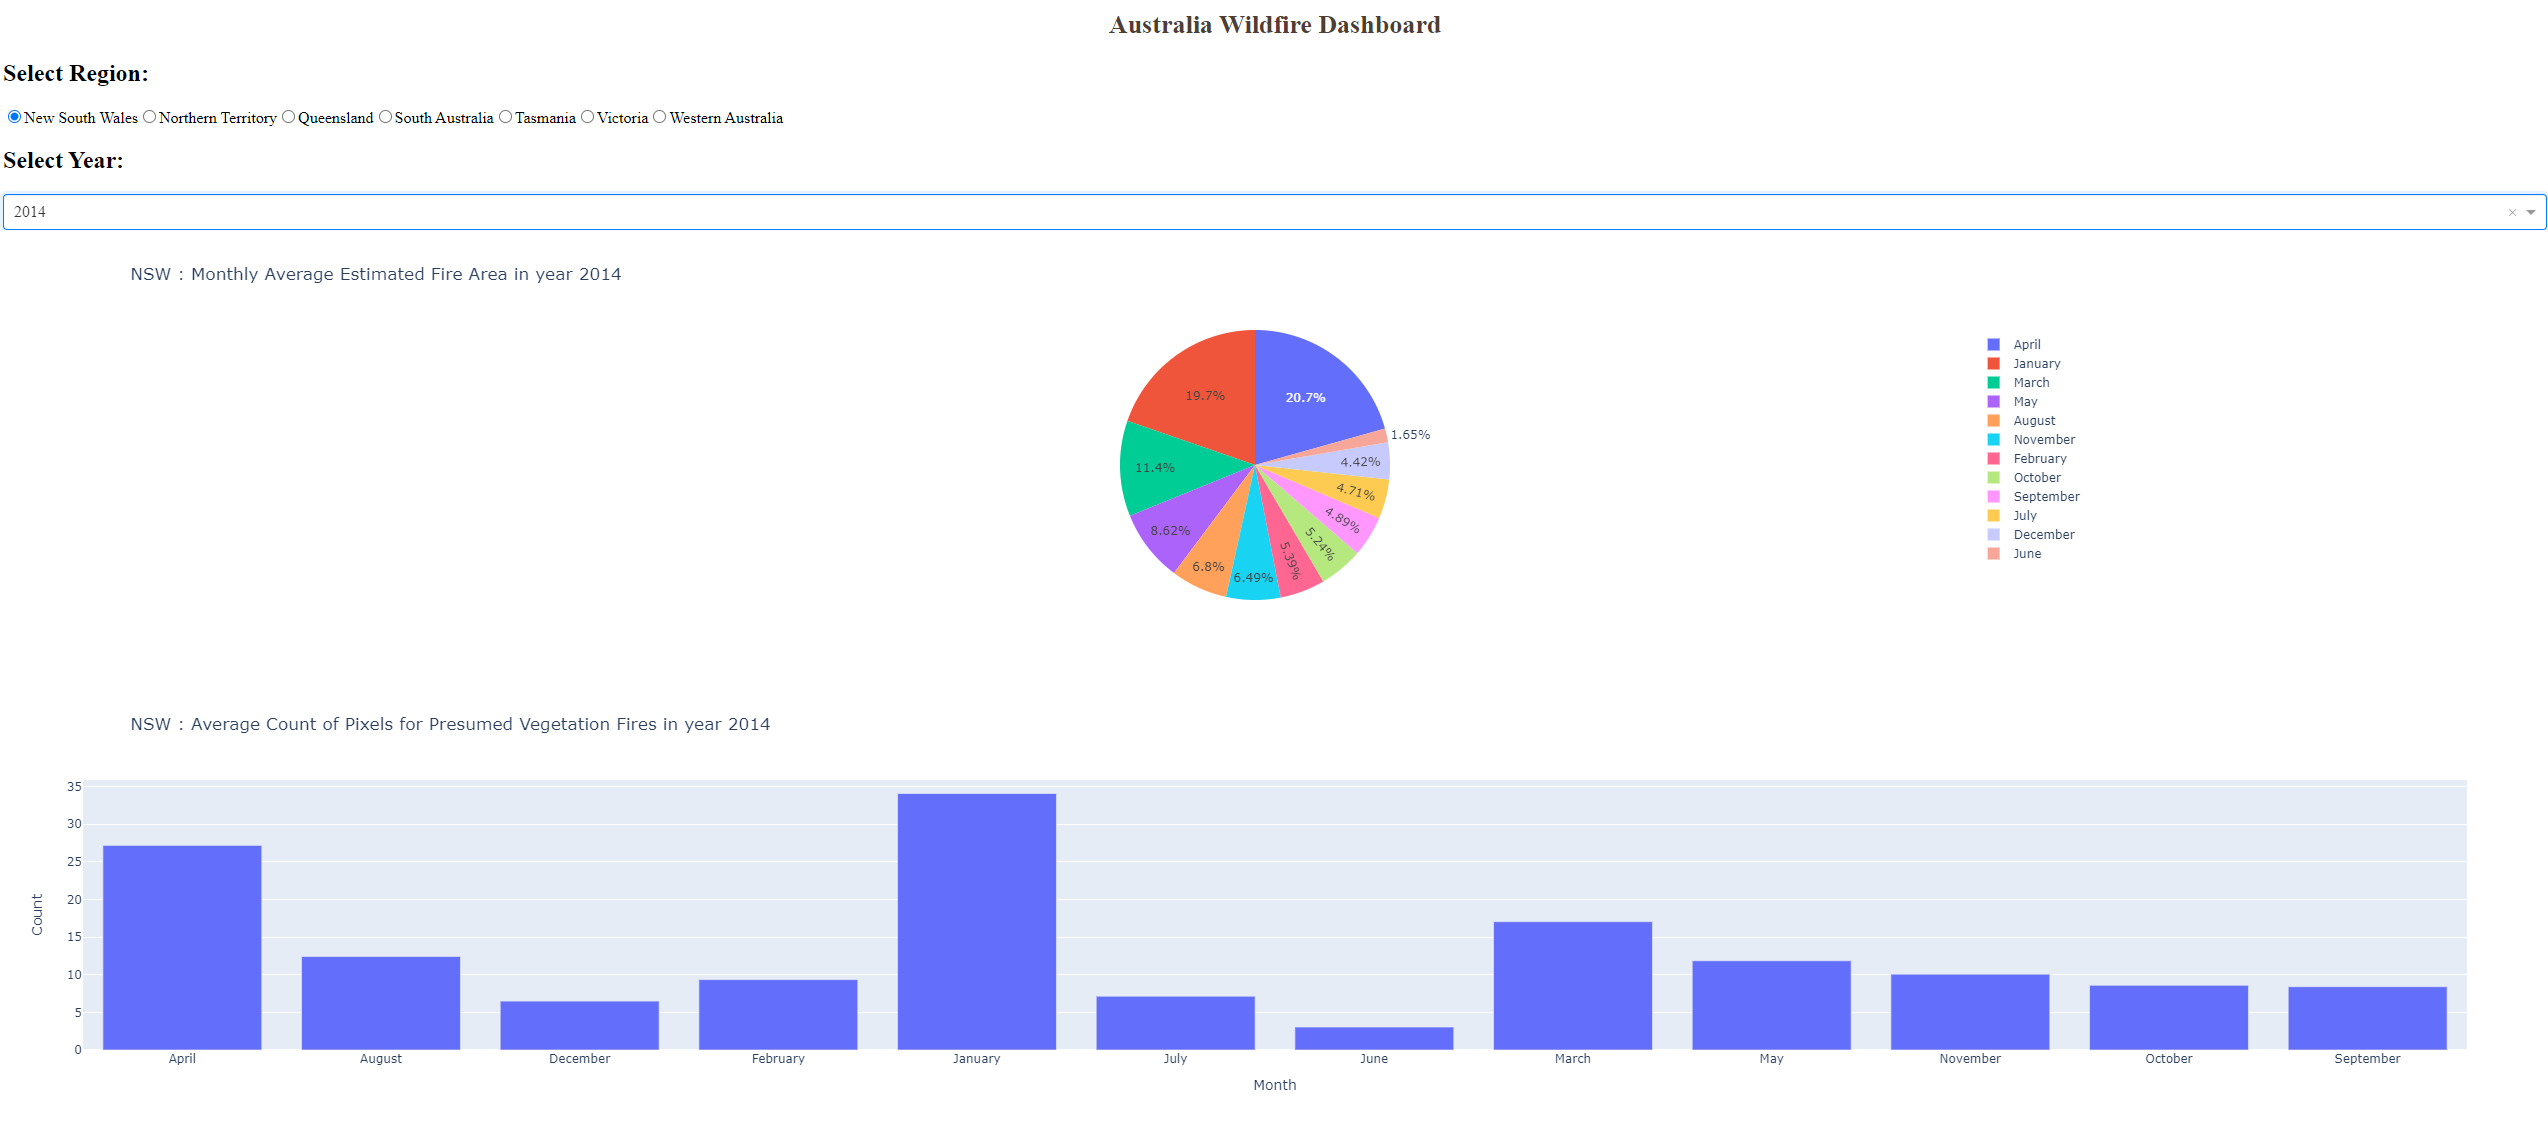 Australia Wildfire Dashboard
Select Region:
New South Wales Northern Territory Queensland South Australia Tasmania Victoria Western Australia
Select Year:
2014
NSW : Monthly Average Estimated Fire Area in year 2014
20.7%
19.7%
11.4%
8.62%
6.8%
6.49%
5.39%
5.24%
4.89%
4.71%
4.42%
1.65%
April
January
March
May
August
November
February
October
September
July
December
June
NSW : Average Count of Pixels for Presumed Vegetation Fires in year 2014
35
30
25
20
15
10
5
0
Count
April August December February January July June March May November October September
Month